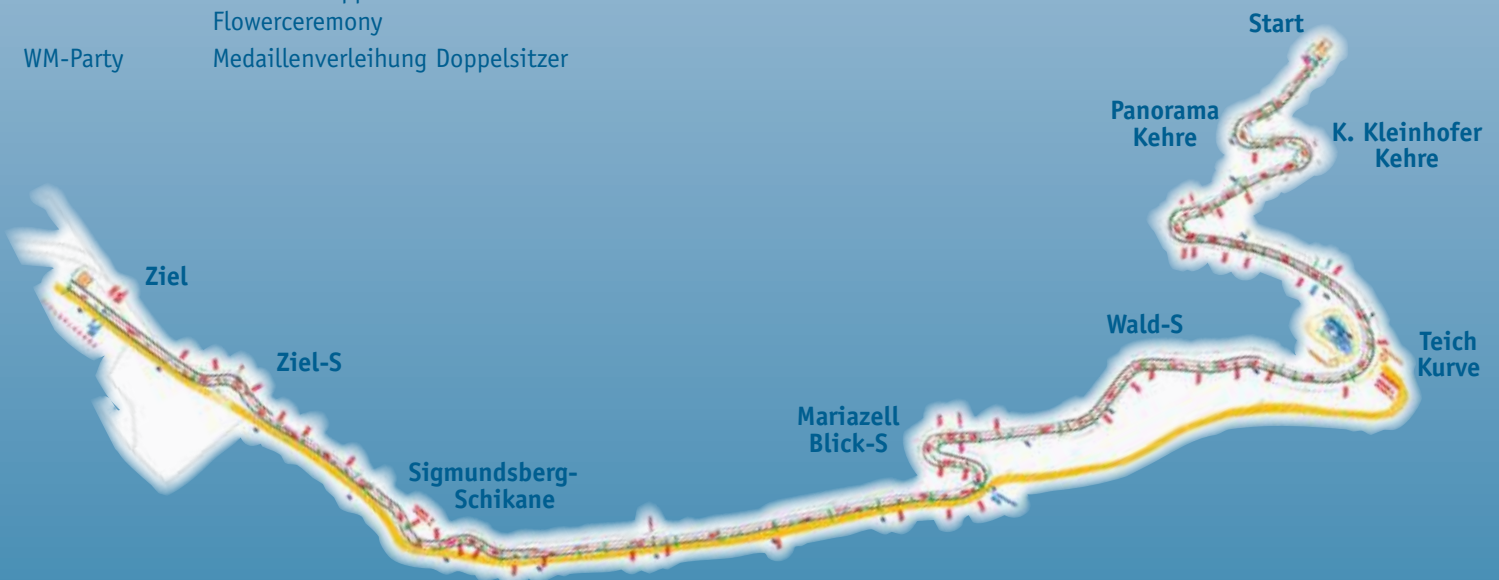 Flowerceremony
WM-Party Medaillenverleihung Doppelsitzer
Start
Panorama
Kehre
K. Kleinhofer
Kehre
Ziel
Ziel-S
Wald-S
Teich
Kurve
Mariazell
Blick-S
Sigmundsberg-
Schikane